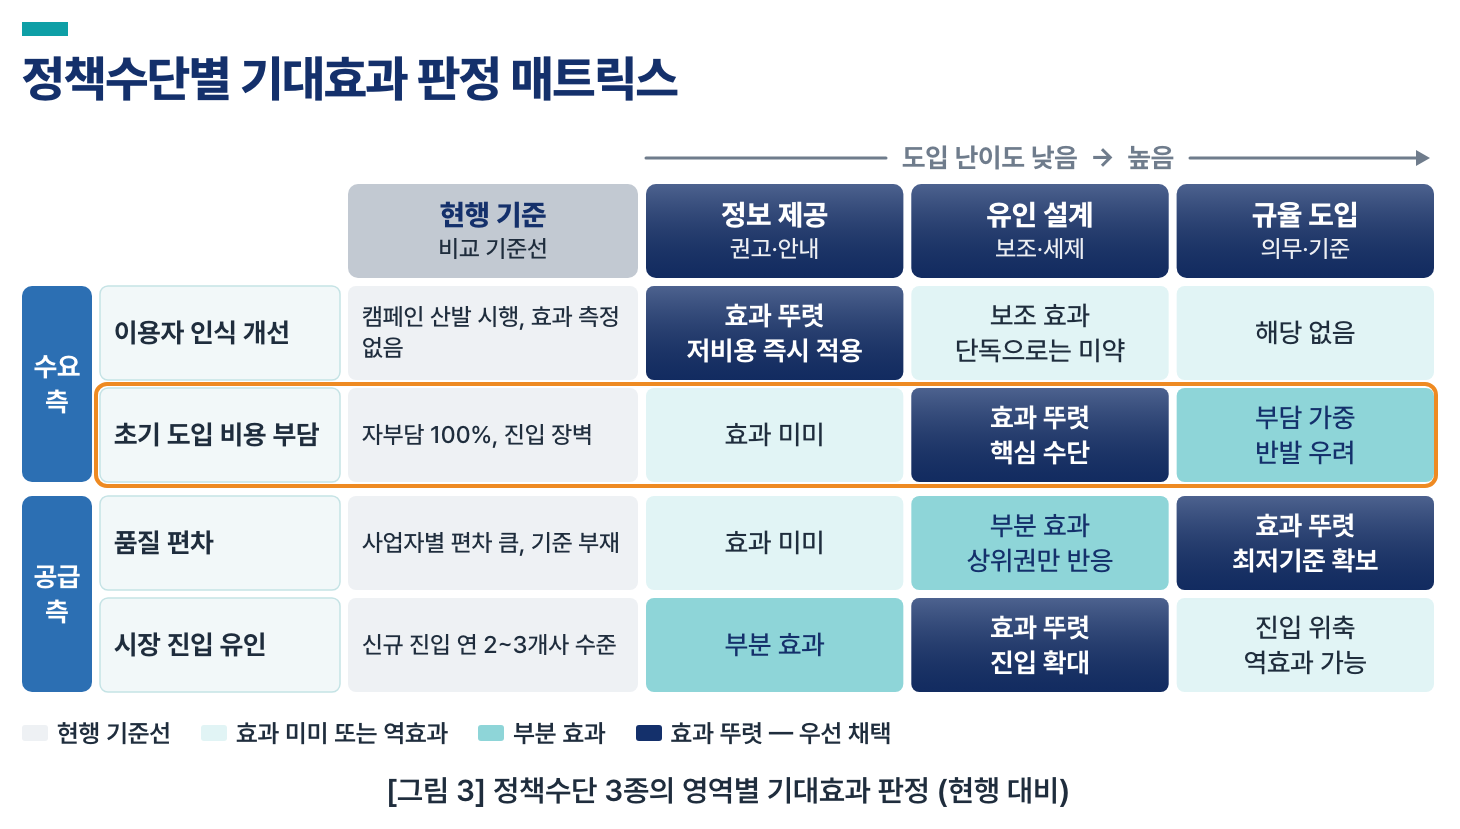 정책수단별 기대효과 판정 매트릭스
도입 난이도 낮음 → 높음
현행 기준
비교 기준선
정보 제공
권고·안내
유인 설계
보조·세제
규율 도입
의무·기준
수요
측
이용자 인식 개선
캠페인 산발 시행, 효과 측정
없음
효과 뚜렷
저비용 즉시 적용
보조 효과
단독으로는 미약
해당 없음
초기 도입 비용 부담
자부담 100%, 진입 장벽
효과 미미
효과 뚜렷
핵심 수단
부담 가중
반발 우려
공급
측
품질 편차
사업자별 편차 큼, 기준 부재
효과 미미
부분 효과
상위권만 반응
효과 뚜렷
최저기준 확보
시장 진입 유인
신규 진입 연 2~3개사 수준
부분 효과
효과 뚜렷
진입 확대
진입 위축
역효과 가능
현행 기준선
효과 미미 또는 역효과
부분 효과
효과 뚜렷 — 우선 채택
[그림 3] 정책수단 3종의 영역별 기대효과 판정 (현행 대비)